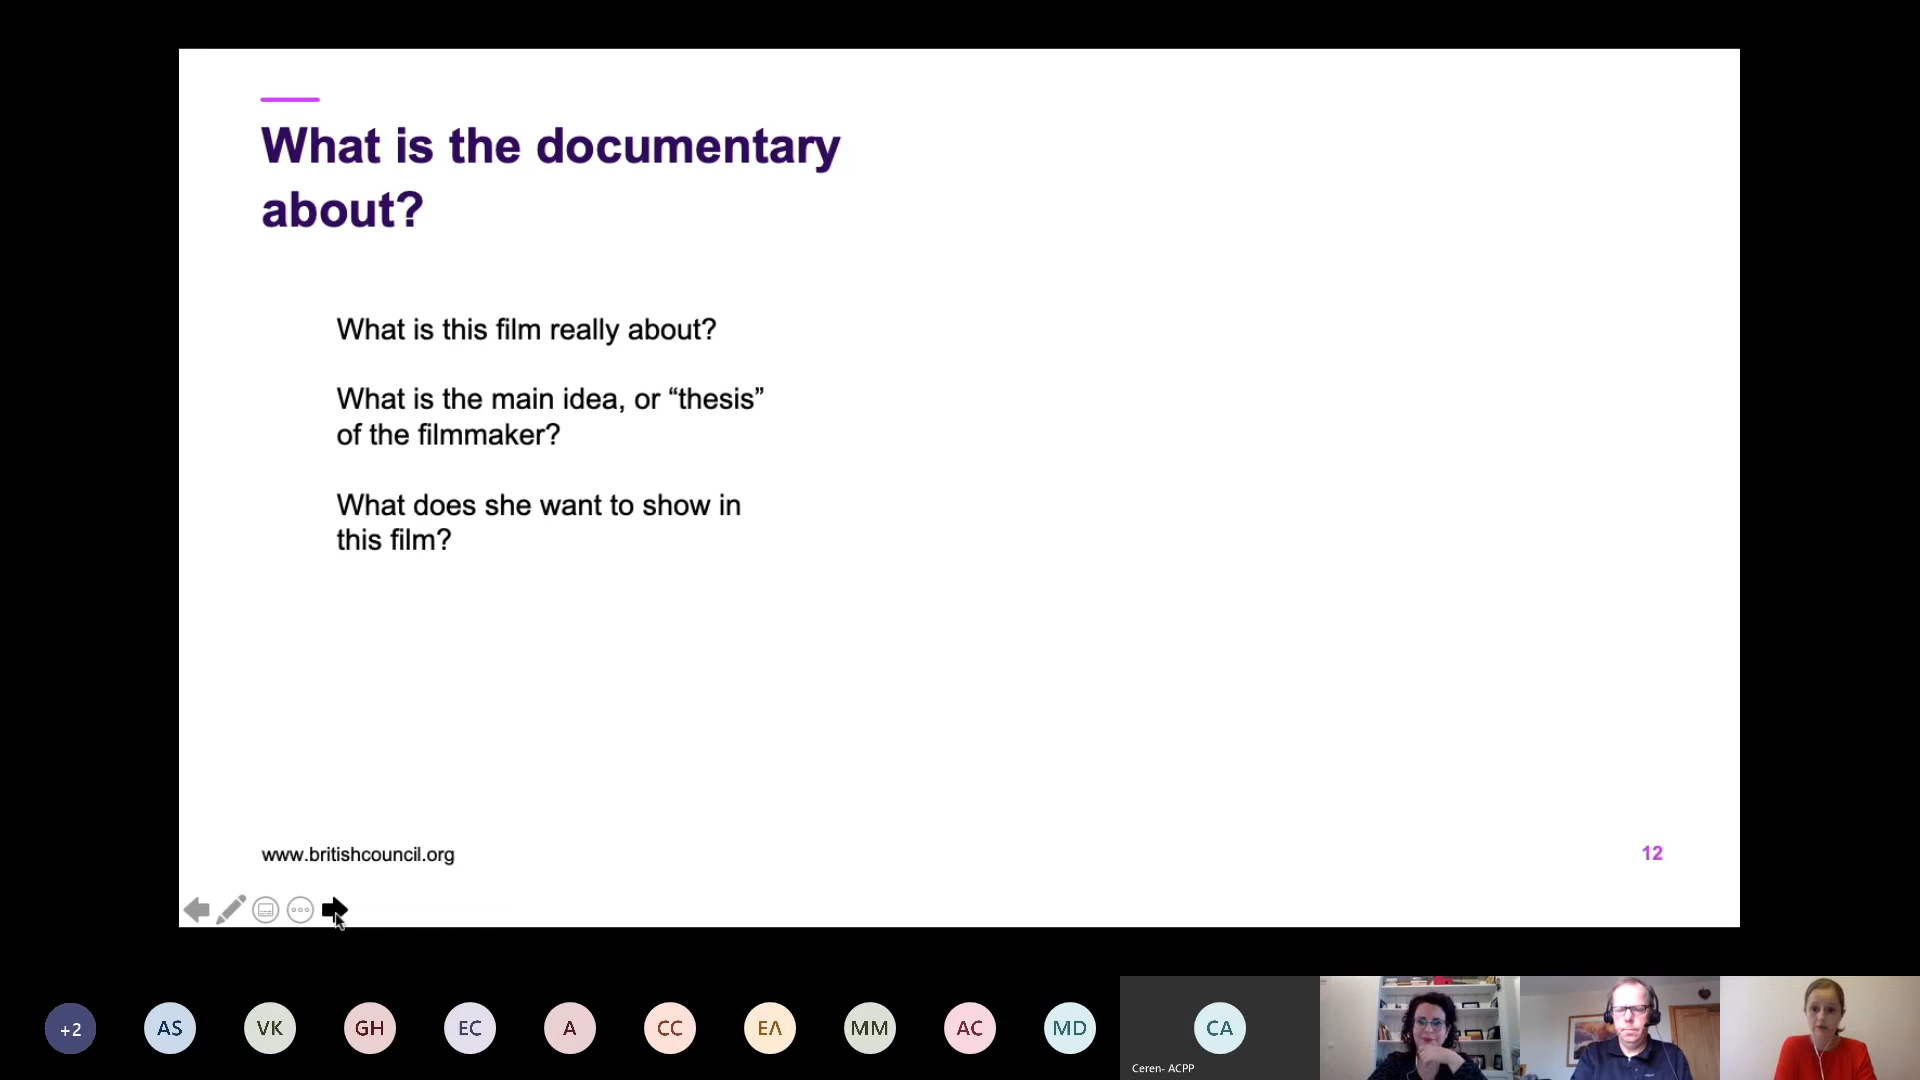 What is the documentary
about?
What is this film really about?
What is the main idea, or “thesis”
of the filmmaker?
What does she want to show in
this film?
www.britishcouncil.org
12
+2
AS
VK
GH
EC
A
CC
ΕΛ
MM
AC
MD
CA
Ceren- ACPP